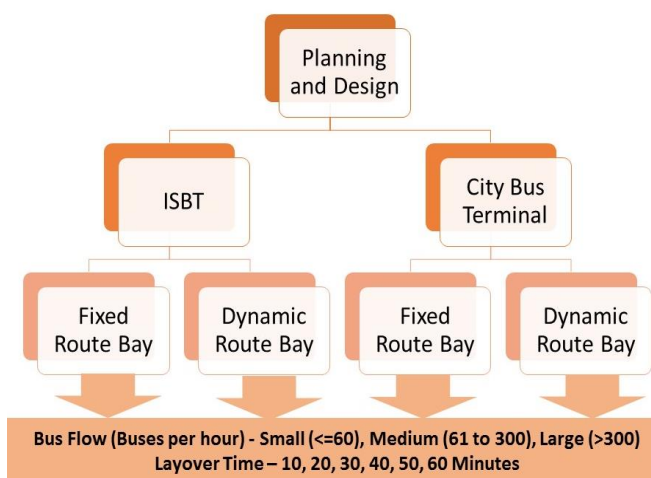 Planning
and Design
ISBT
City Bus
Terminal
Fixed
Route Bay
Dynamic
Route Bay
Fixed
Route Bay
Dynamic
Route Bay
Bus Flow (Buses per hour) - Small (<=60), Medium (61 to 300), Large (>300)
Layover Time – 10, 20, 30, 40, 50, 60 Minutes